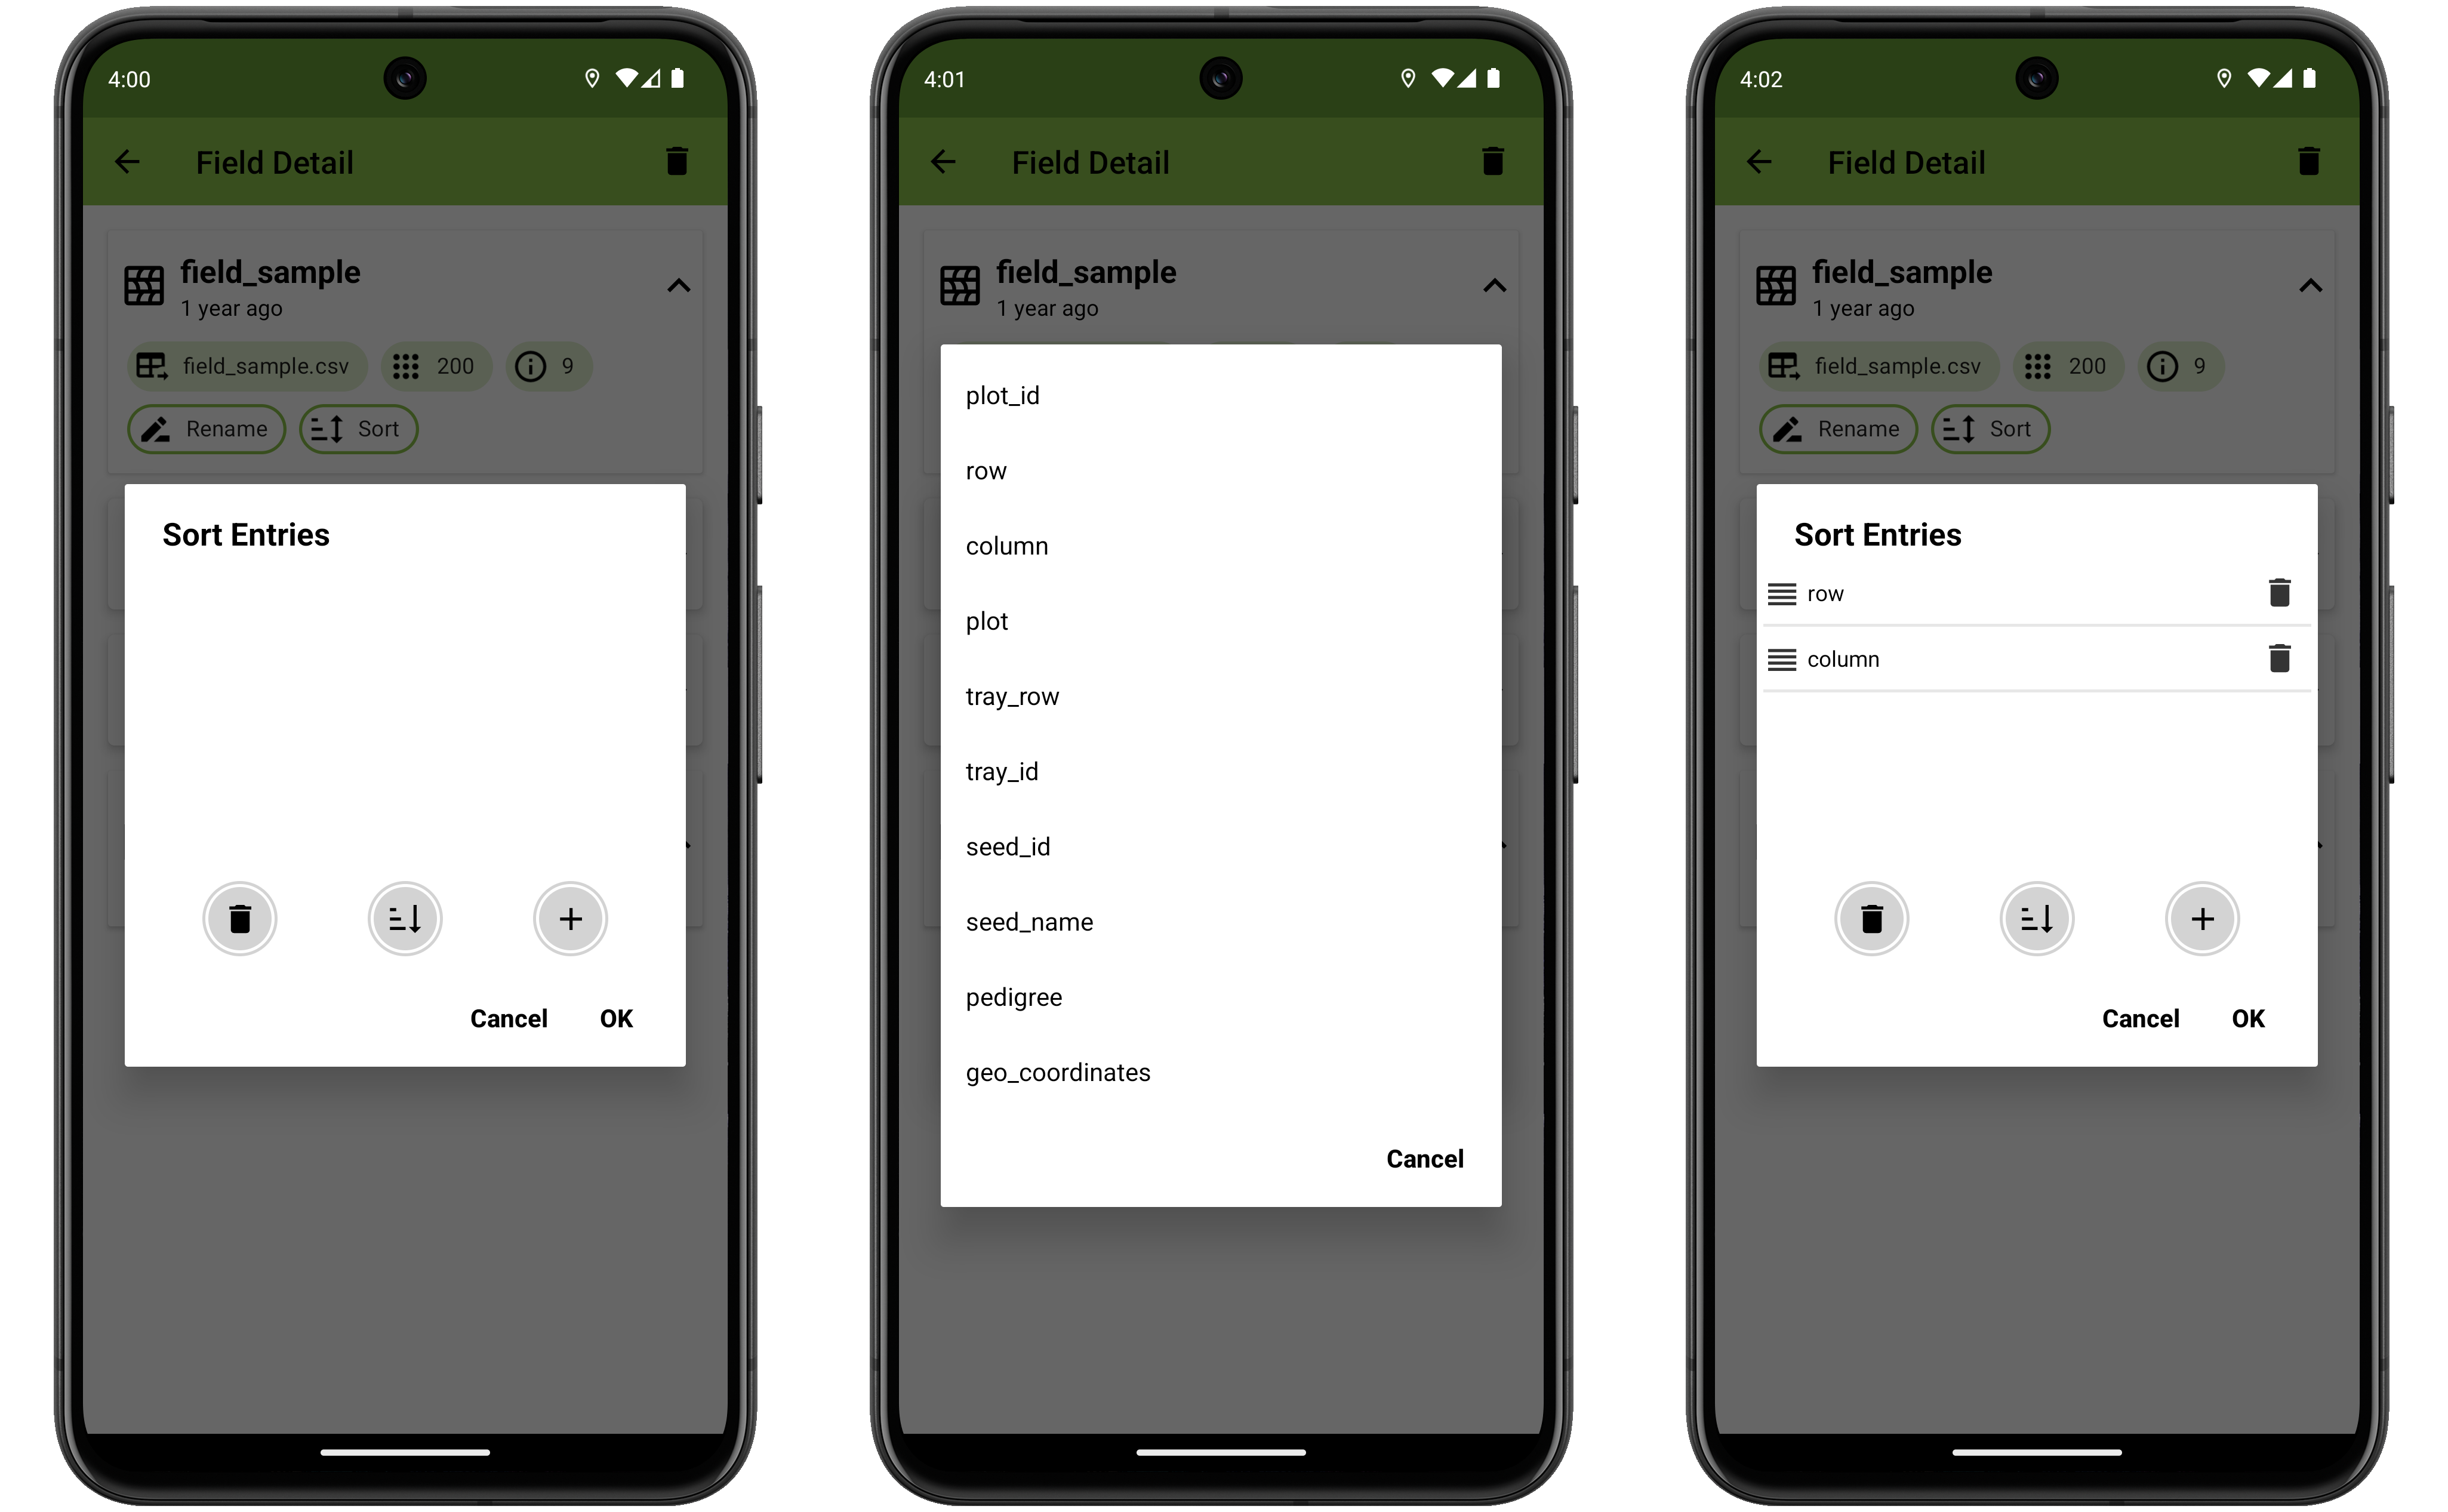 4:00
Field Detail
field_sample
1 year ago
field_sample.csv 200 9
Rename Sort
Sort Entries
Cancel OK
4:01
Field Detail
field_sample
1 year ago
plot_id
row
column
plot
tray_row
tray_id
seed_id
seed_name
pedigree
geo_coordinates
Cancel
4:02
Field Detail
field_sample
1 year ago
field_sample.csv 200 9
Rename Sort
Sort Entries
row
column
Cancel OK